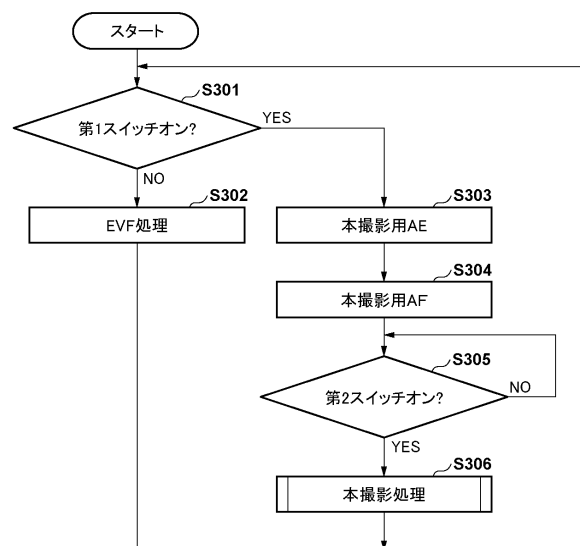 スタート
S301
第1スイッチオン?
YES
NO
S302
EVF処理
S303
本撮影用AE
S304
本撮影用AF
S305
第2スイッチオン?
NO
YES
S306
本撮影処理